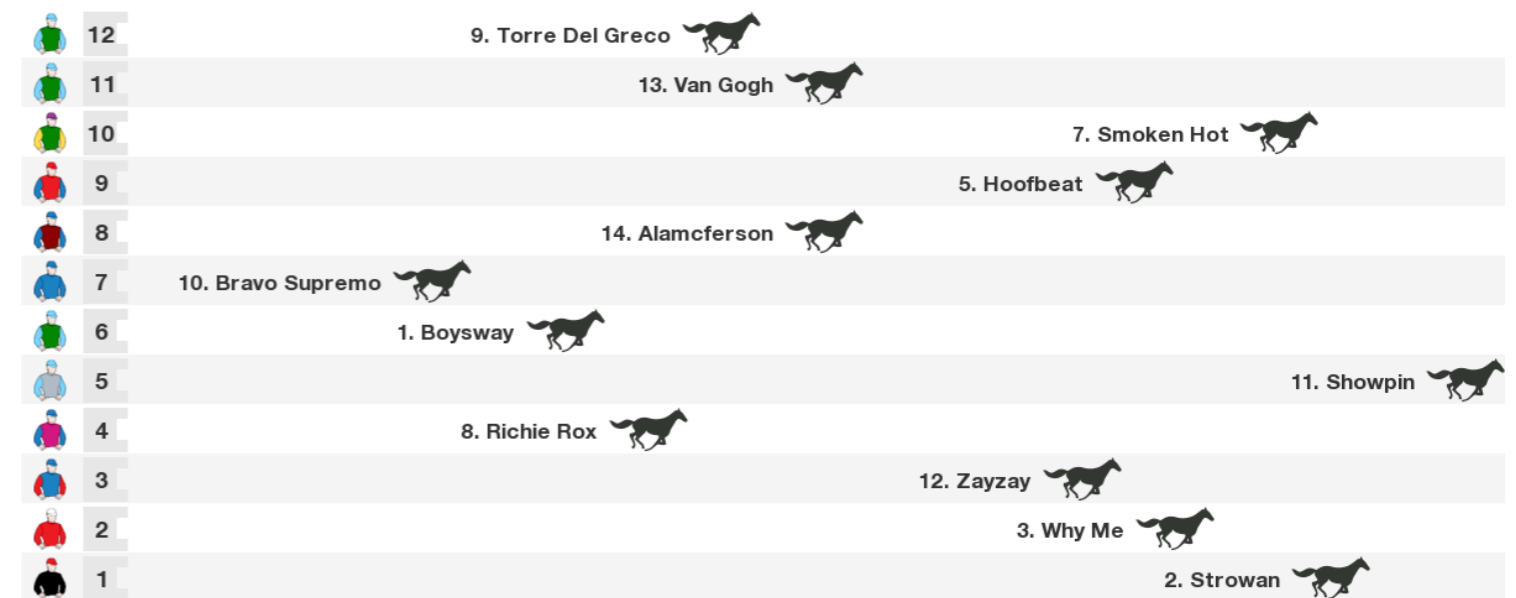 12 9. Torre Del Greco
11 13. Van Gogh
10 7. Smoken Hot
9 5. Hoofbeat
8 14. Alamcferson
7 10. Bravo Supremo
6 1. Boysway
5 11. Showpin
4 8. Richie Rox
3 12. Zayzay
2 3. Why Me
1 2. Strowan